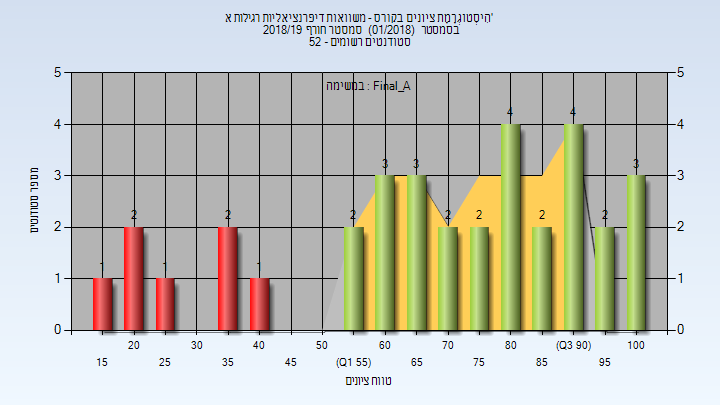 הִיסְטוֹגְרָמַת ציונים בקורס - משוואות דיפרנציאליות רגילות א'
בסמסטר (01/2018) סמסטר חורף 2018/19
סטודנטים רשומים - 52
במשימה : Final_A
5 5
4 4 4 4
3 3 3 3 3
2 2 2 2 2 2 2 2 2
1 1 1 1 1
0 0
20 30 40 50 60 70 80 (Q3 90) 100
15 25 35 45 (Q1 55) 65 75 85 95
טווח ציונים
מספר סטודנטים